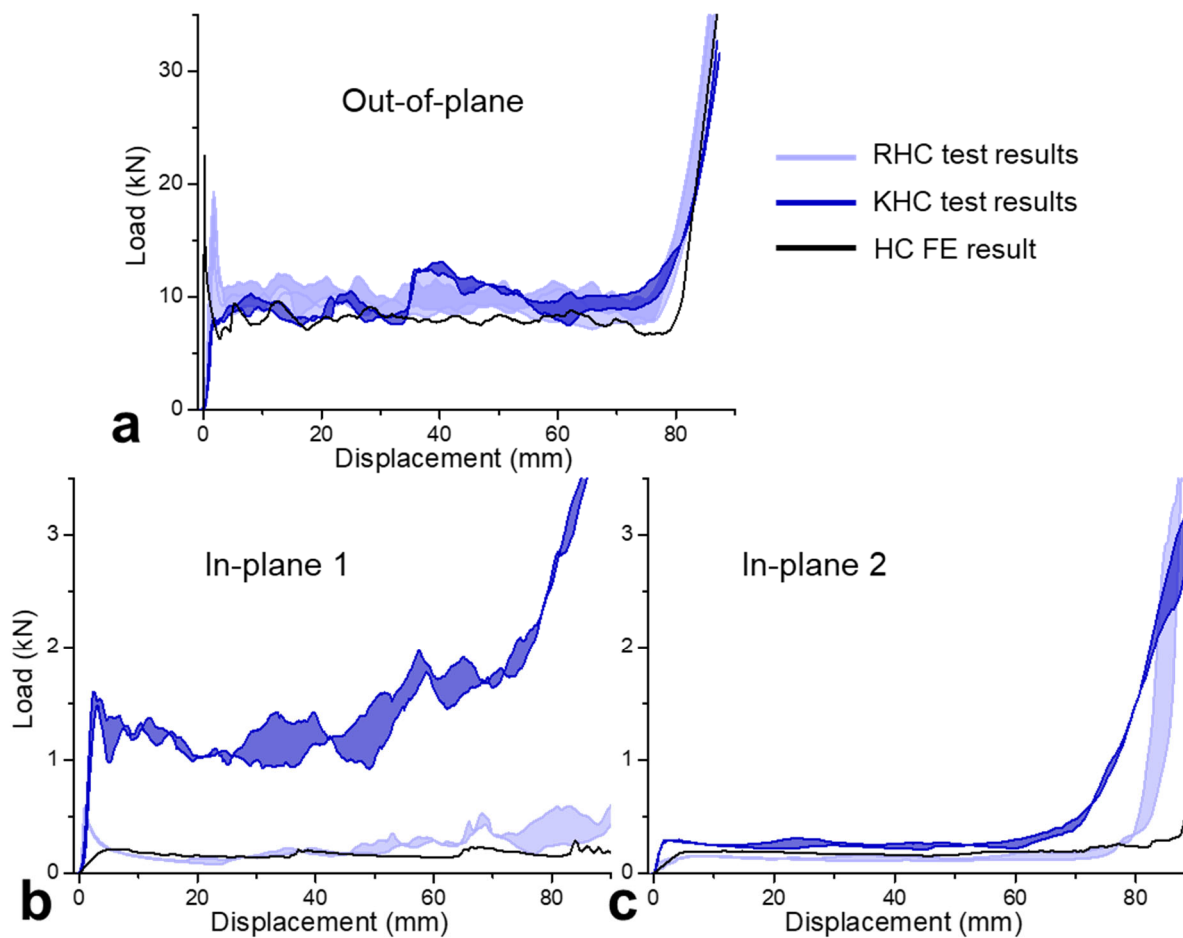 Out-of-plane
Load (kN)
30
20
10
0
0 20 40 60 80
Displacement (mm)
a
RHC test results
KHC test results
HC FE result
In-plane 1
Load (kN)
3
2
1
0
0 20 40 60 80
Displacement (mm)
b
In-plane 2
3
2
1
0
0 20 40 60 80
Displacement (mm)
c